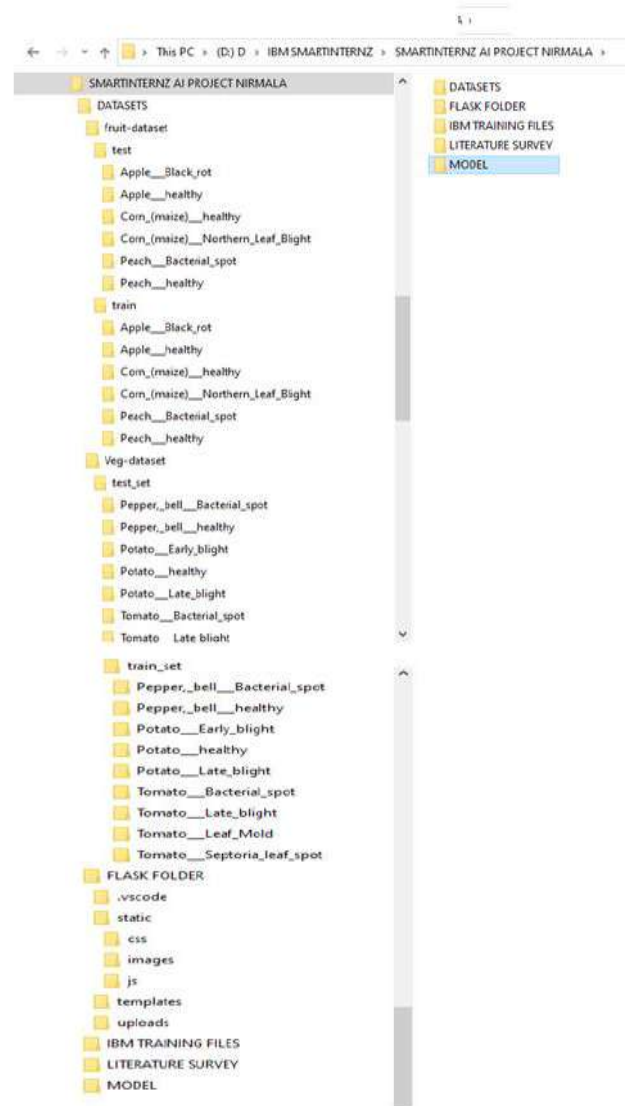 This PC > (D:) D > IBM SMARTINTERNZ > SMARTINTERNZ AI PROJECT NIRMALA >
SMARTINTERNZ AI PROJECT NIRMALA
DATASETS
fruit-dataset
test
Apple___Black_rot
Apple___healthy
Corn_(maize)___healthy
Corn_(maize)___Northern_Leaf_Blight
Peach___Bacterial_spot
Peach___healthy
train
Apple___Black_rot
Apple___healthy
Corn_(maize)___healthy
Corn_(maize)___Northern_Leaf_Blight
Peach___Bacterial_spot
Peach___healthy
Veg-dataset
test_set
Pepper,_bell___Bacterial_spot
Pepper,_bell___healthy
Potato___Early_blight
Potato___healthy
Potato___Late_blight
Tomato___Bacterial_spot
Tomato___Late_blight
train_set
Pepper,_bell___Bacterial_spot
Pepper,_bell___healthy
Potato___Early_blight
Potato___healthy
Potato___Late_blight
Tomato___Bacterial_spot
Tomato___Late_blight
Tomato___Leaf_Mold
Tomato___Septoria_leaf_spot
FLASK FOLDER
.vscode
static
css
images
js
templates
uploads
IBM TRAINING FILES
LITERATURE SURVEY
MODEL
DATASETS
FLASK FOLDER
IBM TRAINING FILES
LITERATURE SURVEY
MODEL